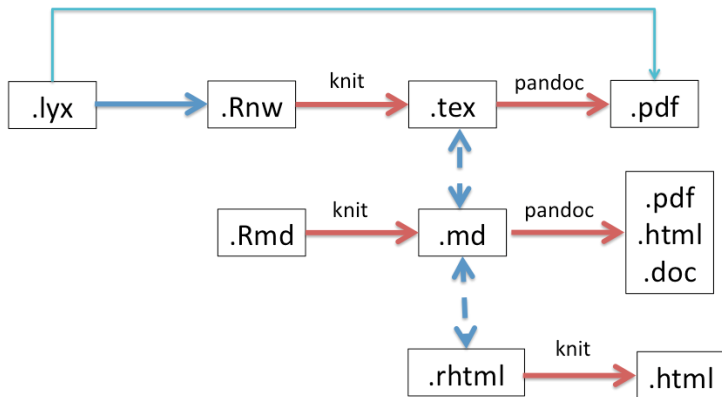 knit
pandoc
.lyx
.Rnw
.tex
.pdf
knit
pandoc
.Rmd
.md
.pdf
.html
.doc
knit
.rhtml
.html